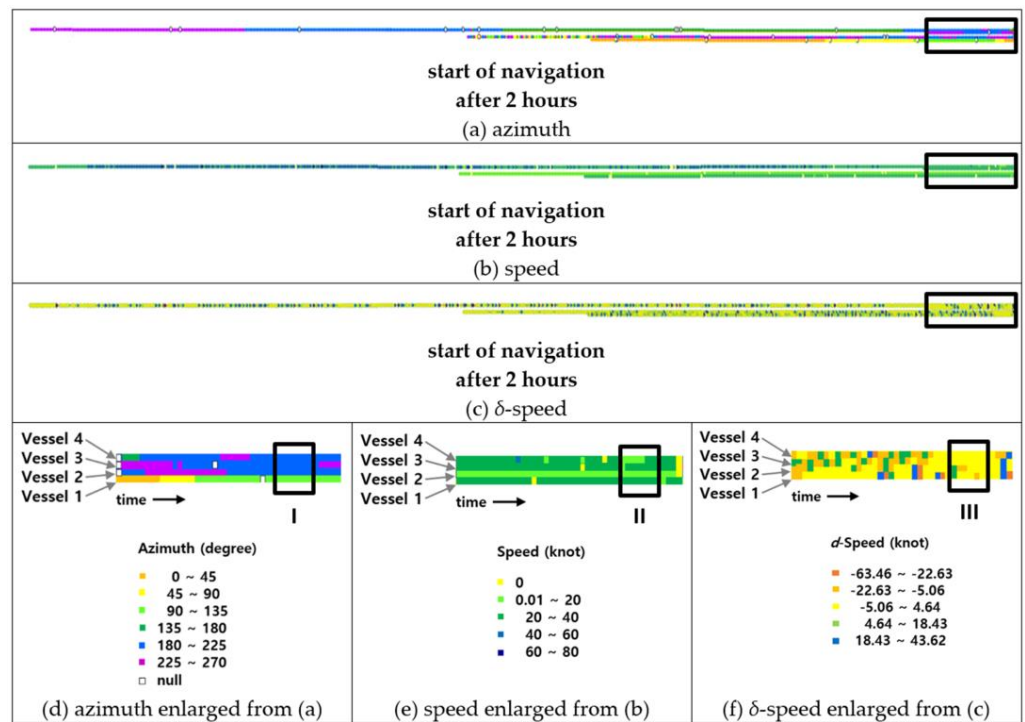 start of navigation
after 2 hours
(a) azimuth
start of navigation
after 2 hours
(b) speed
start of navigation
after 2 hours
(c) δ-speed
Vessel 4
Vessel 3
Vessel 2
Vessel 1
time
I
Azimuth (degree)
0 ~ 45
45 ~ 90
90 ~ 135
135 ~ 180
180 ~ 225
225 ~ 270
null
(d) azimuth enlarged from (a)
Vessel 4
Vessel 3
Vessel 2
Vessel 1
time
II
Speed (knot)
0
0.01 ~ 20
20 ~ 40
40 ~ 60
60 ~ 80
(e) speed enlarged from (b)
Vessel 4
Vessel 3
Vessel 2
Vessel 1
time
III
d-Speed (knot)
-63.46 ~ -22.63
-22.63 ~ -5.06
-5.06 ~ 4.64
4.64 ~ 18.43
18.43 ~ 43.62
(f) δ-speed enlarged from (c)